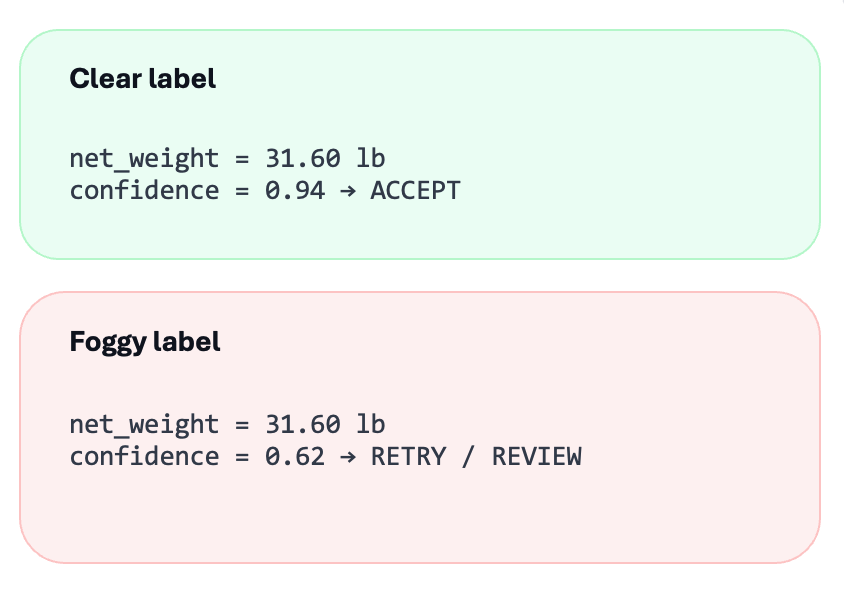 Clear label
net_weight = 31.60 lb
confidence = 0.94 → ACCEPT
Foggy label
net_weight = 31.60 lb
confidence = 0.62 → RETRY / REVIEW